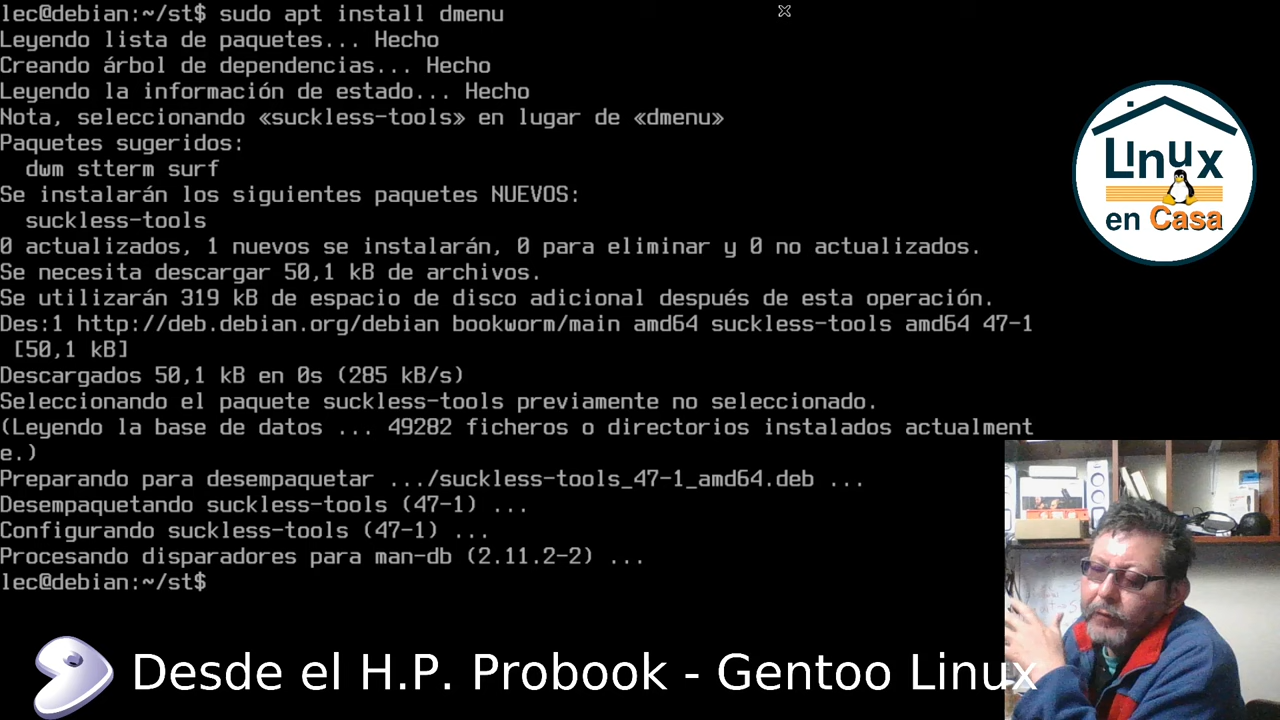 lec@debian:~/st$ sudo apt install dmenu
Leyendo lista de paquetes... Hecho
Creando árbol de dependencias... Hecho
Leyendo la información de estado... Hecho
Nota, seleccionando «suckless-tools» en lugar de «dmenu»
Paquetes sugeridos:
  dwm stterm surf
Se instalarán los siguientes paquetes NUEVOS:
  suckless-tools
0 actualizados, 1 nuevos se instalarán, 0 para eliminar y 0 no actualizados.
Se necesita descargar 50,1 kB de archivos.
Se utilizarán 319 kB de espacio de disco adicional después de esta operación.
Des:1 http://deb.debian.org/debian bookworm/main amd64 suckless-tools amd64 47-1
 [50,1 kB]
Descargados 50,1 kB en 0s (285 kB/s)
Seleccionando el paquete suckless-tools previamente no seleccionado.
(Leyendo la base de datos ... 49282 ficheros o directorios instalados actualment
e.)
Preparando para desempaquetar .../suckless-tools_47-1_amd64.deb ...
Desempaquetando suckless-tools (47-1) ...
Configurando suckless-tools (47-1) ...
Procesando disparadores para man-db (2.11.2-2) ...
lec@debian:~/st$
Linux
en Casa
Desde el H.P. Probook - Gentoo Linux